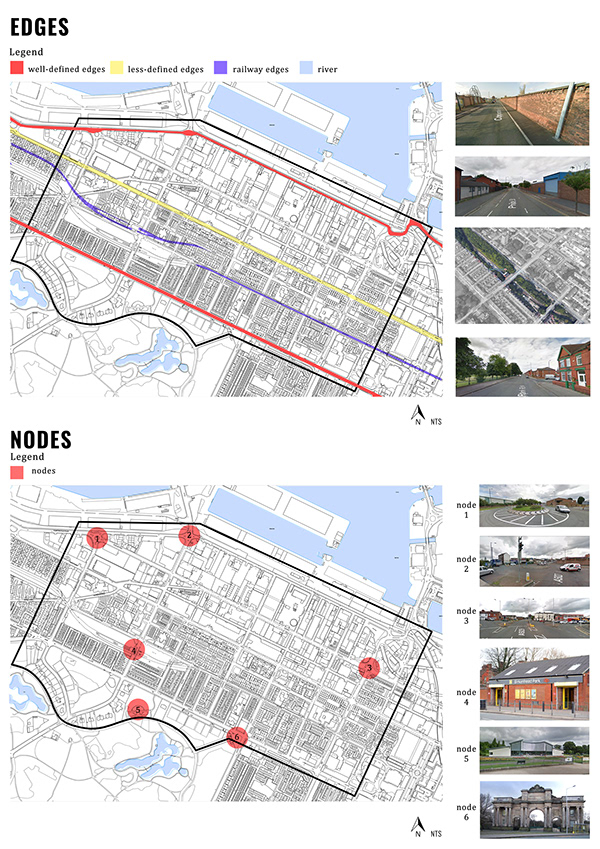 EDGES
Legend
well-defined edges less-defined edges railway edges river
N NTS
NODES
Legend
nodes
1
2
3
4
5
6
node
1
node
2
node
3
node
4
node
5
node
6
N NTS